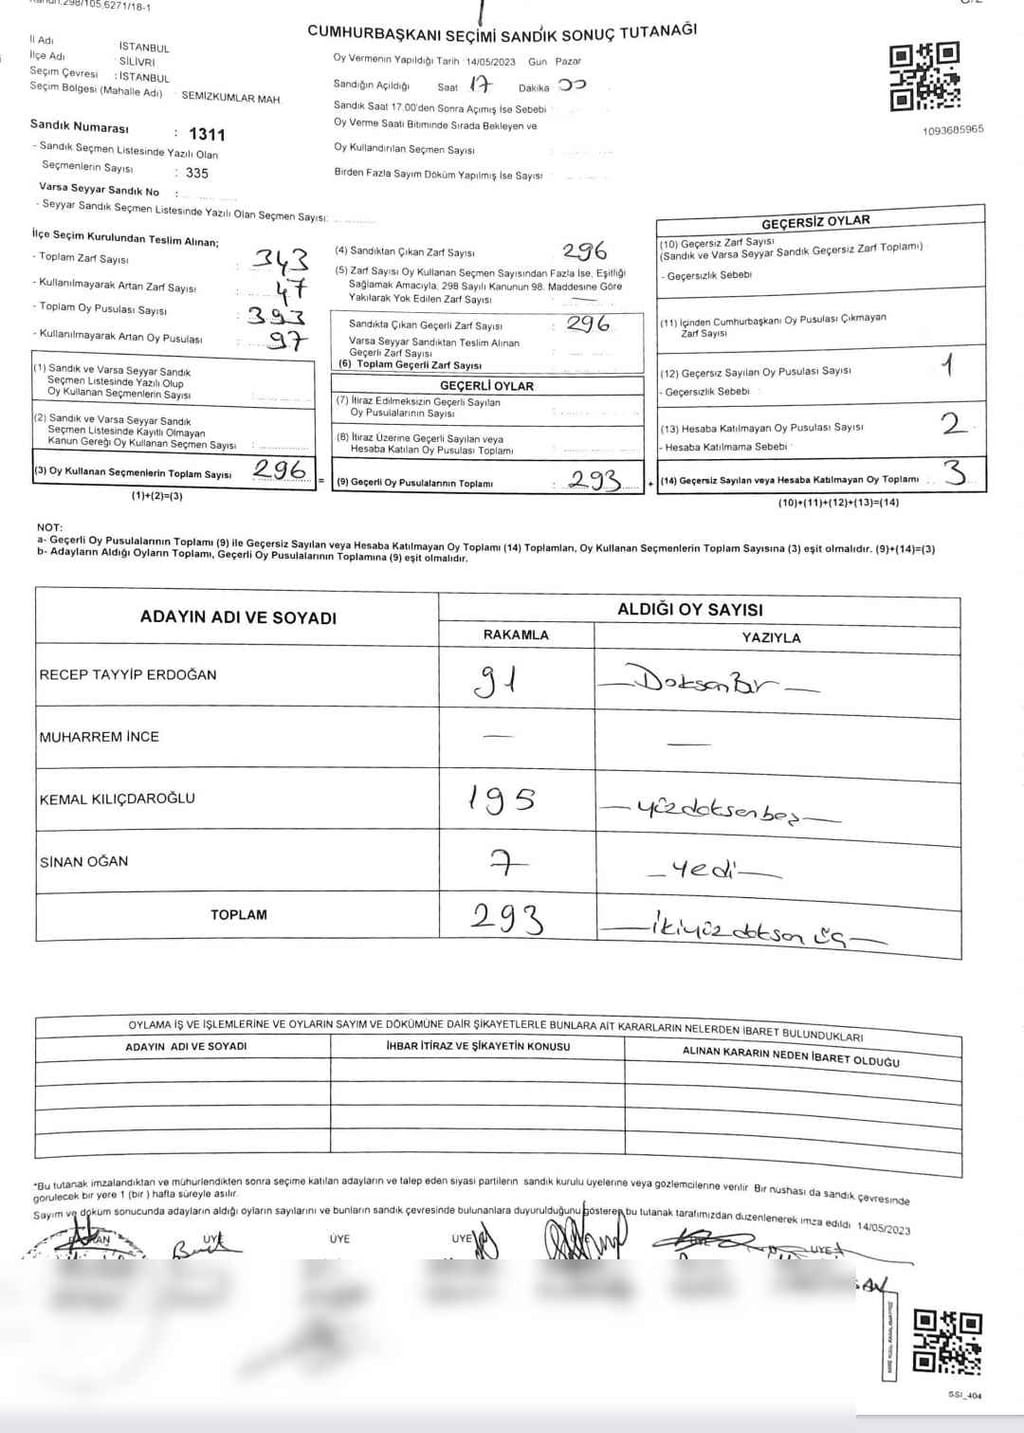 Kanun.298/105,6271/18-1
CUMHURBAŞKANI SEÇİMİ SANDIK SONUÇ TUTANAĞI
İl Adı : İSTANBUL
İlçe Adı : SİLİVRİ
Seçim Çevresi : İSTANBUL
Seçim Bölgesi (Mahalle Adı) : SEMİZKUMLAR MAH.
Sandık Numarası : 1311
- Sandık Seçmen Listesinde Yazılı Olan
Seçmenlerin Sayısı : 335
Varsa Seyyar Sandık No :
- Seyyar Sandık Seçmen Listesinde Yazılı Olan Seçmen Sayısı:
Oy Vermenin Yapıldığı Tarih : 14/05/2023 Gün : Pazar
Sandığın Açıldığı Saat 17 Dakika 00
Sandık Saat 17.00'den Sonra Açımış İse Sebebi
Oy Verme Saati Bitiminde Sırada Bekleyen ve
Oy Kullandırılan Seçmen Sayısı
Birden Fazla Sayım Döküm Yapılmış İse Sayısı
1093685965
İlçe Seçim Kurulundan Teslim Alınan;
- Toplam Zarf Sayısı : 343
- Kullanılmayarak Artan Zarf Sayısı : 47
- Toplam Oy Pusulası Sayısı : 393
- Kullanılmayarak Artan Oy Pusulası : 97
(1) Sandık ve Varsa Seyyar Sandık
Seçmen Listesinde Yazılı Olup
Oy Kullanan Seçmenlerin Sayısı
(2) Sandık ve Varsa Seyyar Sandık
Seçmen Listesinde Kayıtlı Olmayan
Kanun Gereği Oy Kullanan Seçmen Sayısı :
(3) Oy Kullanan Seçmenlerin Toplam Sayısı 296
(1)+(2)=(3)
=
(4) Sandıktan Çıkan Zarf Sayısı 296
(5) Zarf Sayısı Oy Kullanan Seçmen Sayısından Fazla İse, Eşitliği
Sağlamak Amacıyla, 298 Sayılı Kanunun 98. Maddesine Göre
Yakılarak Yok Edilen Zarf Sayısı —
Sandıkta Çıkan Geçerli Zarf Sayısı : 296
Varsa Seyyar Sandıktan Teslim Alınan
Geçerli Zarf Sayısı
(6) Toplam Geçerli Zarf Sayısı
GEÇERLİ OYLAR
(7) İtiraz Edilmeksizin Geçerli Sayılan
Oy Pusulalarının Sayısı
(8) İtiraz Üzerine Geçerli Sayılan veya
Hesaba Katılan Oy Pusulası Toplamı
(9) Geçerli Oy Pusulalarının Toplamı : 293
+
GEÇERSİZ OYLAR
(10) Geçersiz Zarf Sayısı
(Sandık ve Varsa Seyyar Sandık Geçersiz Zarf Toplamı)
- Geçersizlik Sebebi
(11) İçinden Cumhurbaşkanı Oy Pusulası Çıkmayan
Zarf Sayısı
(12) Geçersiz Sayılan Oy Pusulası Sayısı 1
- Geçersizlik Sebebi :
(13) Hesaba Katılmayan Oy Pusulası Sayısı 2
- Hesaba Katılmama Sebebi :
(14) Geçersiz Sayılan veya Hesaba Katılmayan Oy Toplamı 3
(10)+(11)+(12)+(13)=(14)
NOT:
a- Geçerli Oy Pusulalarının Toplamı (9) ile Geçersiz Sayılan veya Hesaba Katılmayan Oy Toplamı (14) Toplamları, Oy Kullanan Seçmenlerin Toplam Sayısına (3) eşit olmalıdır. (9)+(14)=(3)
b- Adayların Aldığı Oyların Toplamı, Geçerli Oy Pusulalarının Toplamına (9) eşit olmalıdır.
ADAYIN ADI VE SOYADI ALDIĞI OY SAYISI
RAKAMLA YAZIYLA
RECEP TAYYİP ERDOĞAN 91 — DoksanBir —
MUHARREM İNCE — —
KEMAL KILIÇDAROĞLU 195 — yüzdoksanbeş —
SİNAN OĞAN 7 — yedi —
TOPLAM 293 — ikiyüz doksan üç —
OYLAMA İŞ VE İŞLEMLERİNE VE OYLARIN SAYIM VE DÖKÜMÜNE DAİR ŞİKAYETLERLE BUNLARA AİT KARARLARIN NELERDEN İBARET BULUNDUKLARI
ADAYIN ADI VE SOYADI İHBAR İTİRAZ VE ŞİKAYETİN KONUSU ALINAN KARARIN NEDEN İBARET OLDUĞU
*Bu tutanak imzalandıktan ve mühürlendikten sonra seçime katılan adayların ve talep eden siyasi partilerin sandık kurulu üyelerine veya gözlemcilerine verilir. Bir nüshası da sandık çevresinde
görülecek bir yere 1 (bir ) hafta süreyle asılır.
Sayım ve döküm sonucunda adayların aldığı oyların sayılarını ve bunların sandık çevresinde bulunanlara duyurulduğunu gösteren bu tutanak tarafımızdan düzenlenerek imza edildi. 14/05/2023
ÜYE ÜYE ÜYE ÜYE
SSI_404